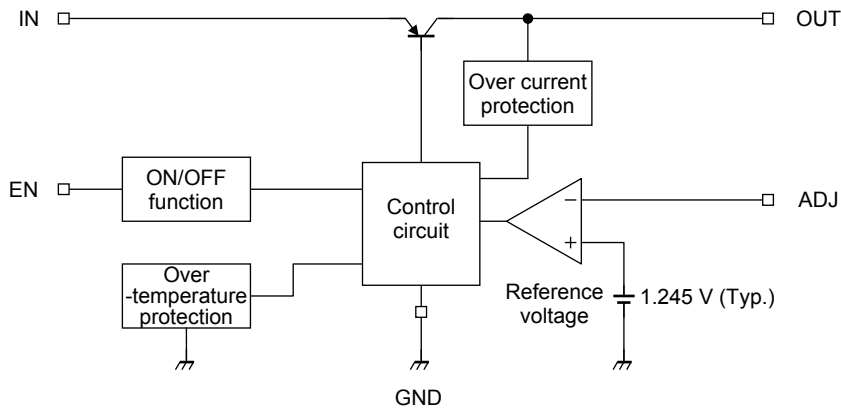 IN
OUT
Over current
protection
EN
ON/OFF
function
Control
circuit
−
+
ADJ
Over
-temperature
protection
Reference
voltage
1.245 V (Typ.)
GND